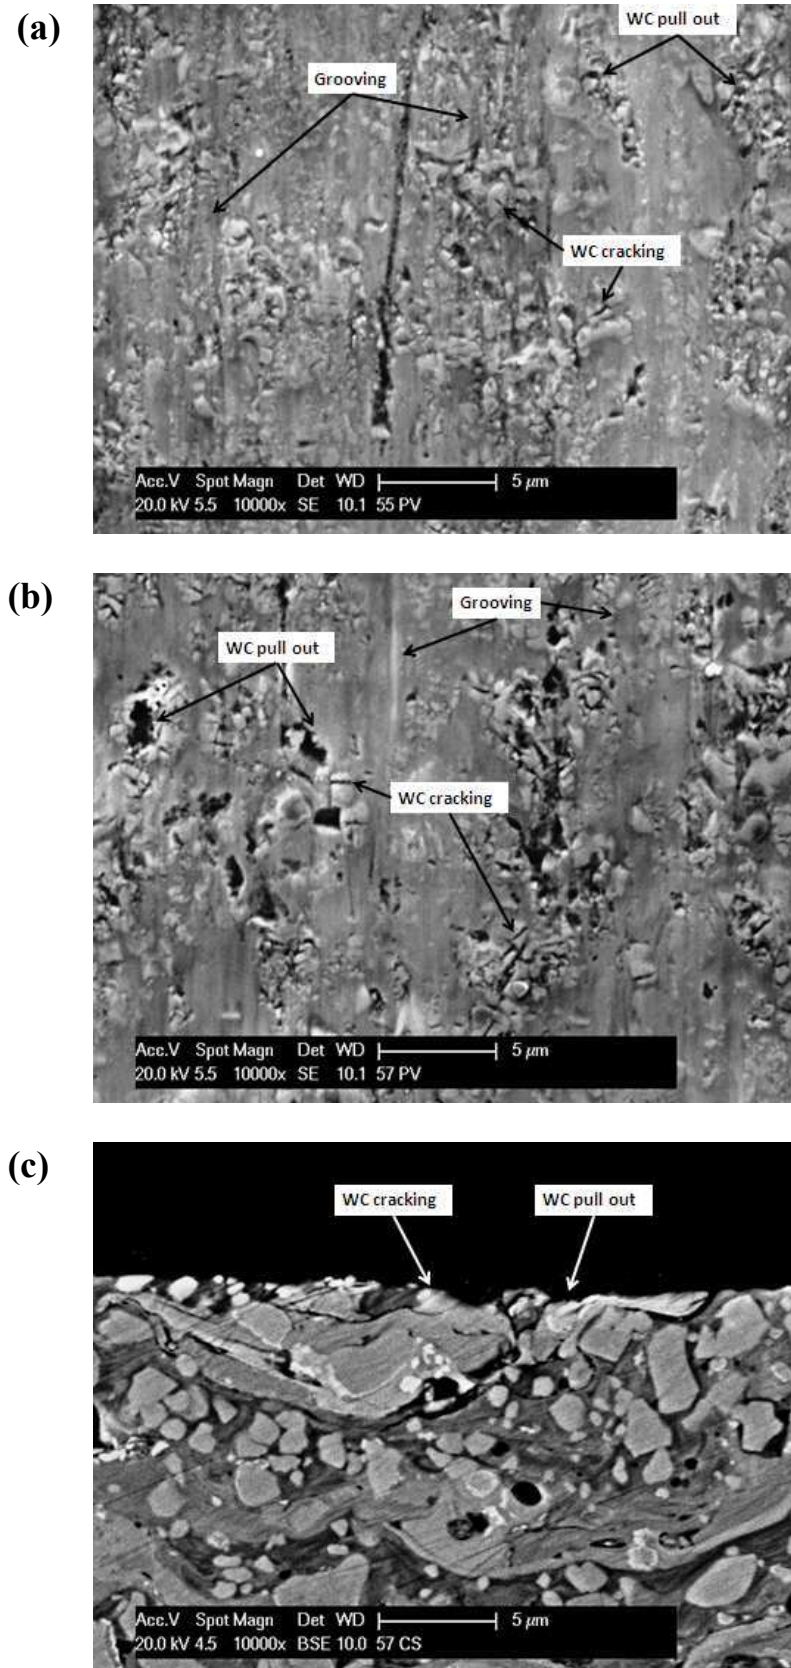 (a)
WC pull out
Grooving
WC cracking
Acc.V Spot Magn Det WD 5 µm
20.0 kV 5.5 10000x SE 10.1 55 PV
(b)
Grooving
WC pull out
WC cracking
Acc.V Spot Magn Det WD 5 µm
20.0 kV 5.5 10000x SE 10.1 57 PV
(c)
WC cracking WC pull out
Acc.V Spot Magn Det WD 5 µm
20.0 kV 4.5 10000x BSE 10.0 57 CS